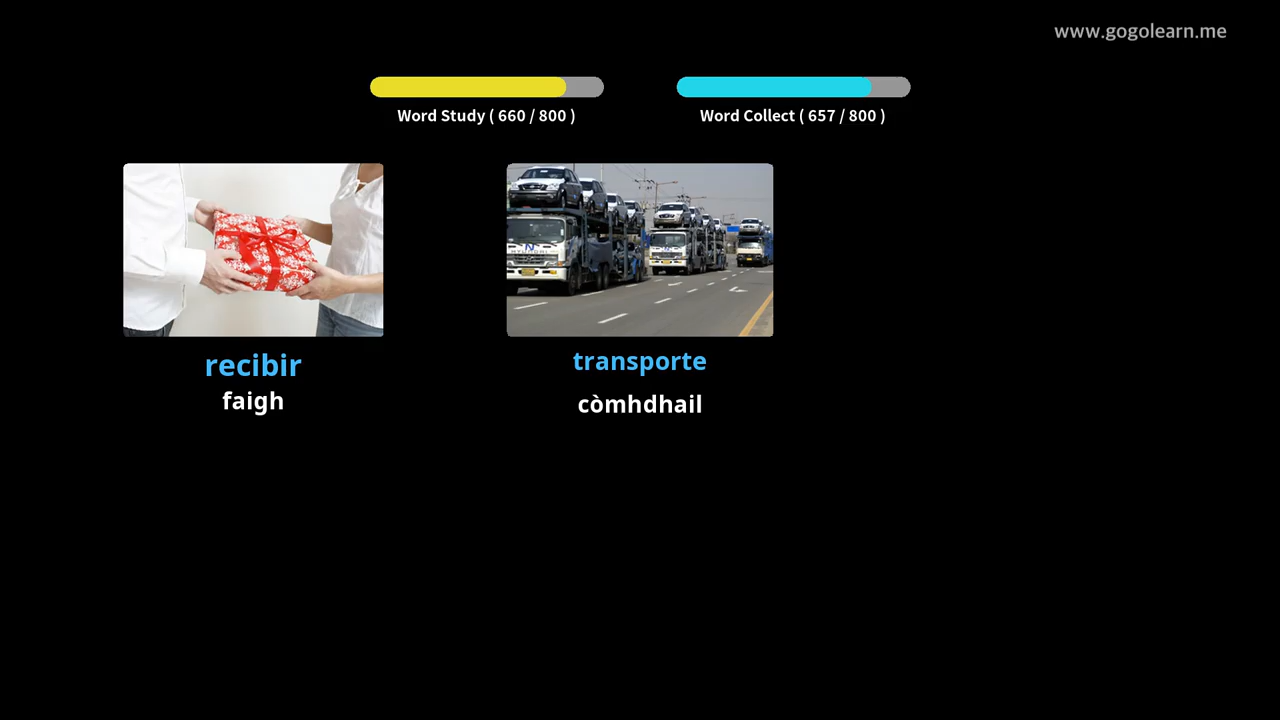 www.gogolearn.me
Word Study ( 660 / 800 )
Word Collect ( 657 / 800 )
recibir
faigh
transporte
còmhdhail